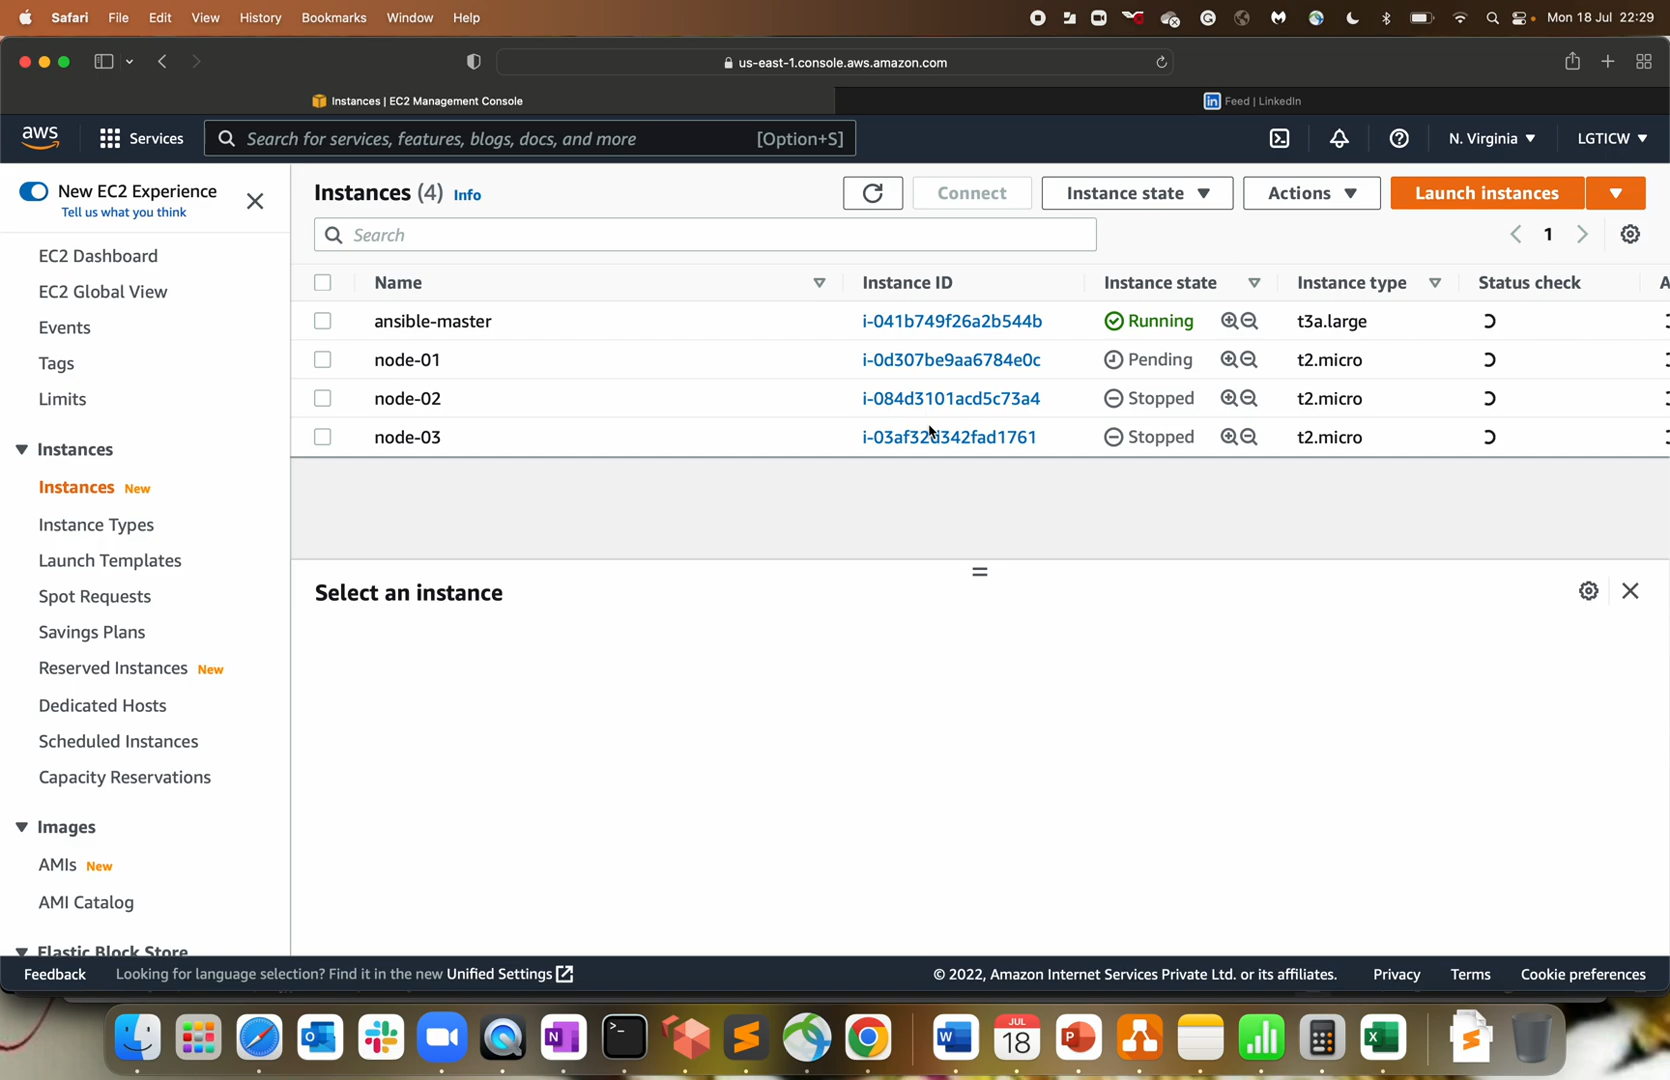 Safari File Edit View History Bookmarks Window Help Mon 18 Jul 22:29
us-east-1.console.aws.amazon.com
Instances | EC2 Management Console
in Feed | LinkedIn
aws Services Search for services, features, blogs, docs, and more [Option+S] N. Virginia LGTICW
New EC2 Experience
Tell us what you think
EC2 Dashboard
EC2 Global View
Events
Tags
Limits
Instances
Instances New
Instance Types
Launch Templates
Spot Requests
Savings Plans
Reserved Instances New
Dedicated Hosts
Scheduled Instances
Capacity Reservations
Images
AMIs New
AMI Catalog
Elastic Block Store
Instances (4) Info Connect Instance state Actions Launch instances
Search 1
Name Instance ID Instance state Instance type Status check A
ansible-master i-041b749f26a2b544b Running t3a.large
node-01 i-0d307be9aa6784e0c Pending t2.micro
node-02 i-084d3101acd5c73a4 Stopped t2.micro
node-03 i-03af32d342fad1761 Stopped t2.micro
Select an instance
Feedback Looking for language selection? Find it in the new Unified Settings © 2022, Amazon Internet Services Private Ltd. or its affiliates. Privacy Terms Cookie preferences
JUL
18